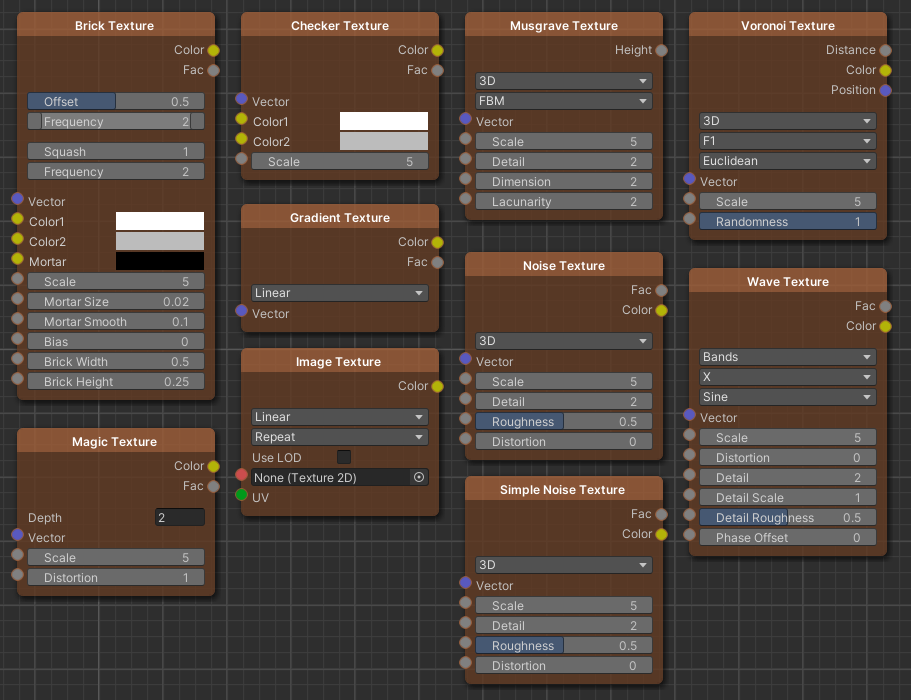 Brick Texture
Color
Fac
Offset 0.5
Frequency 2
Squash 1
Frequency 2
Vector
Color1
Color2
Mortar
Scale 5
Mortar Size 0.02
Mortar Smooth 0.1
Bias 0
Brick Width 0.5
Brick Height 0.25
Magic Texture
Color
Fac
Depth 2
Vector
Scale 5
Distortion 1
Checker Texture
Color
Fac
Vector
Color1
Color2
Scale 5
Gradient Texture
Color
Fac
Linear
Vector
Image Texture
Color
Linear
Repeat
Use LOD
None (Texture 2D)
UV
Musgrave Texture
Height
3D
FBM
Vector
Scale 5
Detail 2
Dimension 2
Lacunarity 2
Noise Texture
Fac
Color
3D
Vector
Scale 5
Detail 2
Roughness 0.5
Distortion 0
Simple Noise Texture
Fac
Color
3D
Vector
Scale 5
Detail 2
Roughness 0.5
Distortion 0
Voronoi Texture
Distance
Color
Position
3D
F1
Euclidean
Vector
Scale 5
Randomness 1
Wave Texture
Fac
Color
Bands
X
Sine
Vector
Scale 5
Distortion 0
Detail 2
Detail Scale 1
Detail Roughness 0.5
Phase Offset 0